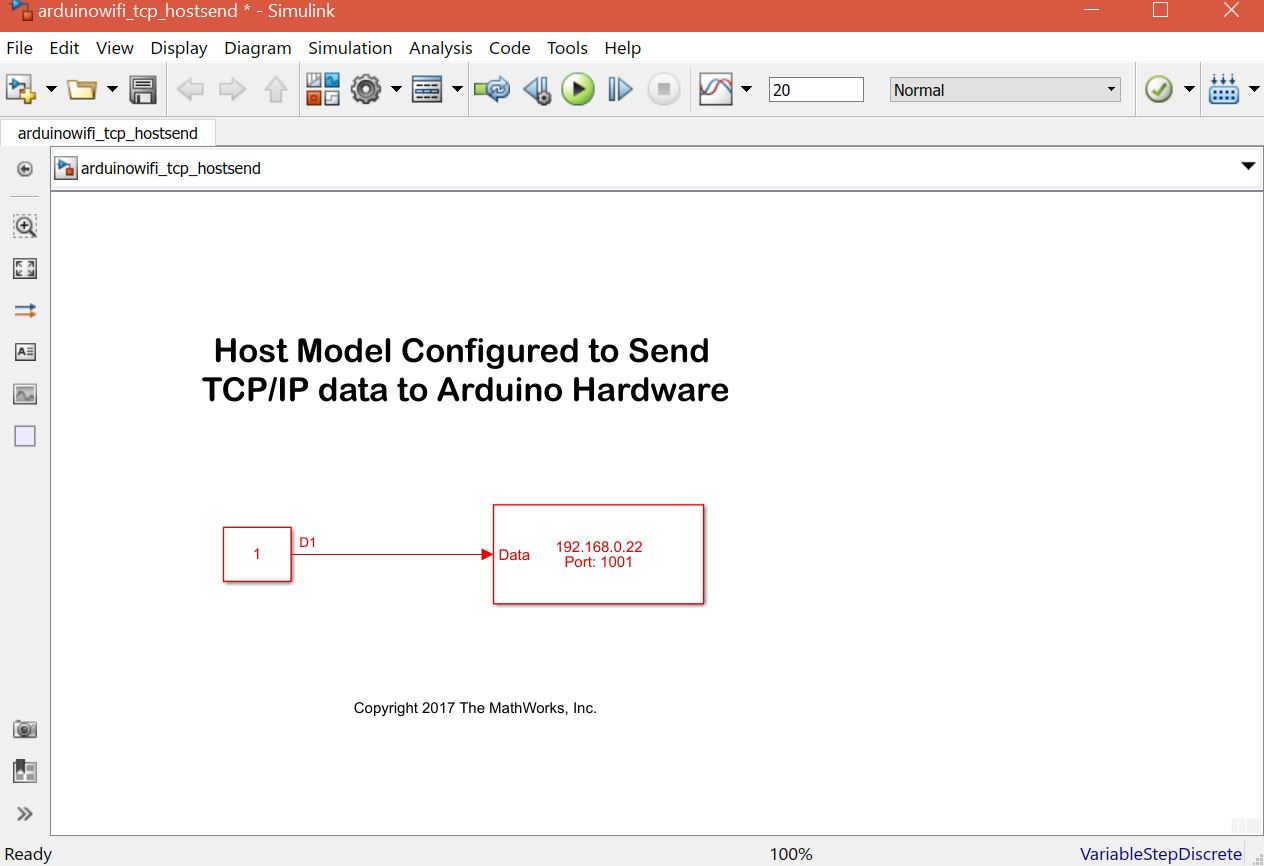 arduinowifi_tcp_hostsend * - Simulink
File Edit View Display Diagram Simulation Analysis Code Tools Help
20 Normal
arduinowifi_tcp_hostsend
arduinowifi_tcp_hostsend
Host Model Configured to Send
TCP/IP data to Arduino Hardware
1 D1 Data 192.168.0.22
Port: 1001
Copyright 2017 The MathWorks, Inc.
Ready 100% VariableStepDiscrete